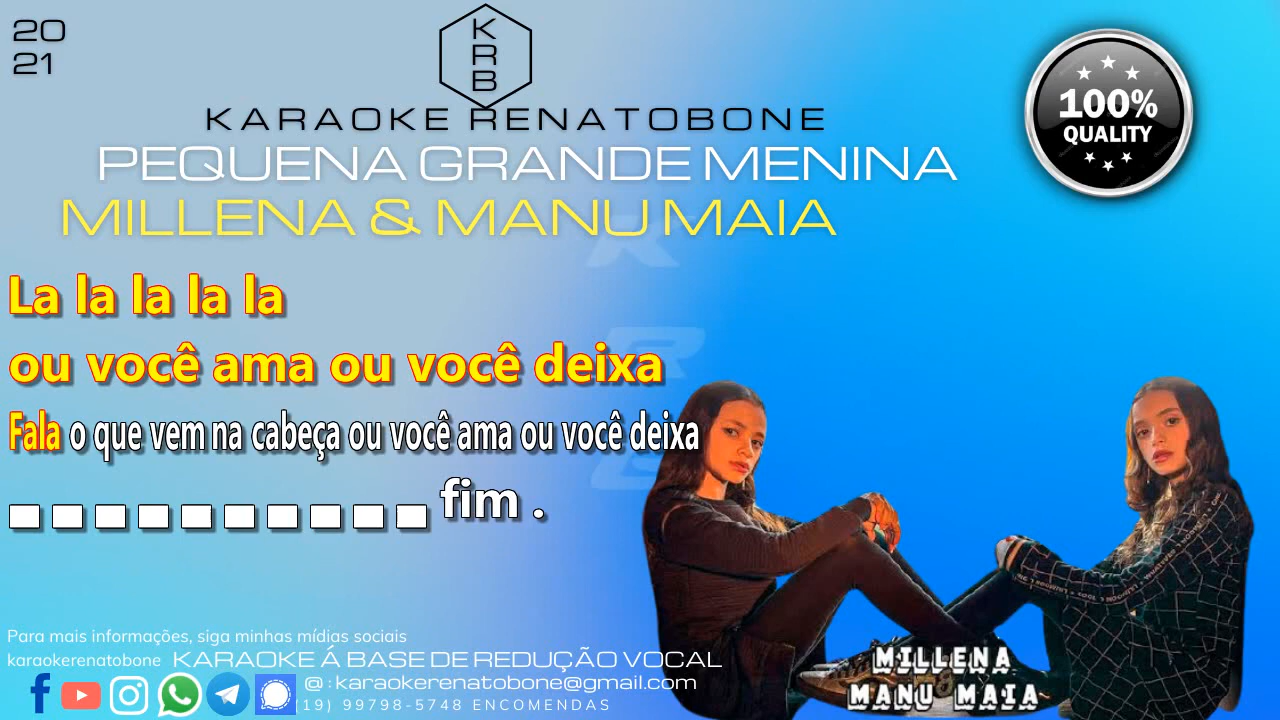 20
21
K
R
B
KARAOKE RENATOBONE
100%
QUALITY
PEQUENA GRANDE MENINA
MILLENA & MANU MAIA
La la la la la
ou você ama ou você deixa
Fala o que vem na cabeça ou você ama ou você deixa
fim .
Para mais informações, siga minhas mídias sociais
karaokerenatobone
KARAOKE Á BASE DE REDUÇÃO VOCAL
@ : karaokerenatobone@gmail.com
(19) 99798-5748 ENCOMENDAS
MILLENA
MANU MAIA